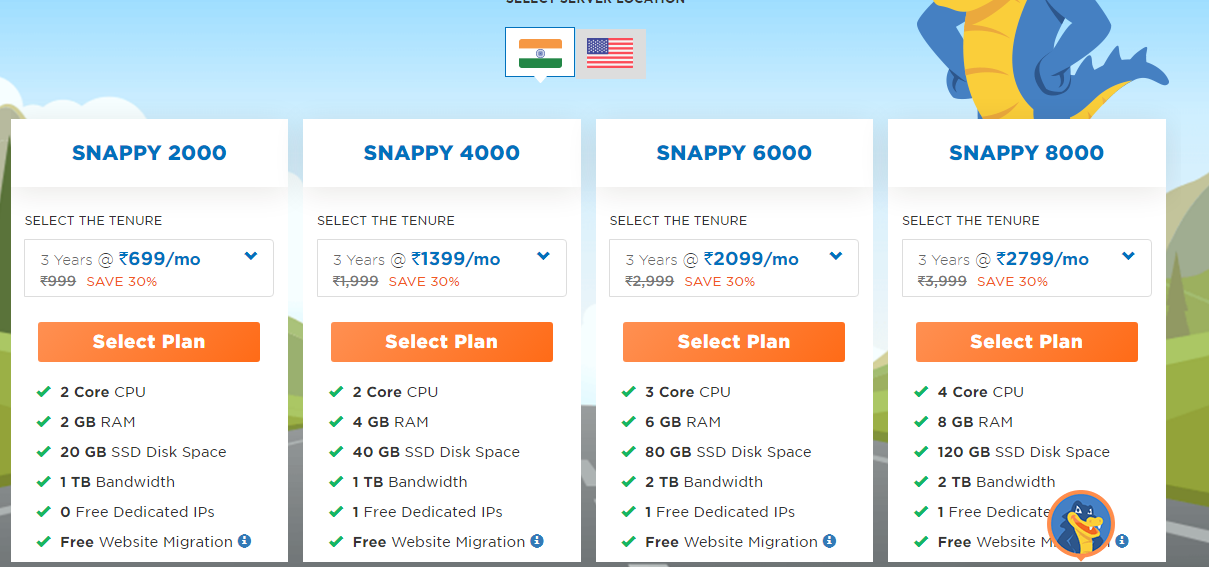 SELECT SERVER LOCATION
SNAPPY 2000
SELECT THE TENURE
3 Years @ ₹699/mo
₹999 SAVE 30%
Select Plan
2 Core CPU
2 GB RAM
20 GB SSD Disk Space
1 TB Bandwidth
0 Free Dedicated IPs
Free Website Migration i
SNAPPY 4000
SELECT THE TENURE
3 Years @ ₹1399/mo
₹1,999 SAVE 30%
Select Plan
2 Core CPU
4 GB RAM
40 GB SSD Disk Space
1 TB Bandwidth
1 Free Dedicated IPs
Free Website Migration i
SNAPPY 6000
SELECT THE TENURE
3 Years @ ₹2099/mo
₹2,999 SAVE 30%
Select Plan
3 Core CPU
6 GB RAM
80 GB SSD Disk Space
2 TB Bandwidth
1 Free Dedicated IPs
Free Website Migration i
SNAPPY 8000
SELECT THE TENURE
3 Years @ ₹2799/mo
₹3,999 SAVE 30%
Select Plan
4 Core CPU
8 GB RAM
120 GB SSD Disk Space
2 TB Bandwidth
1 Free Dedicate
Free Website M i